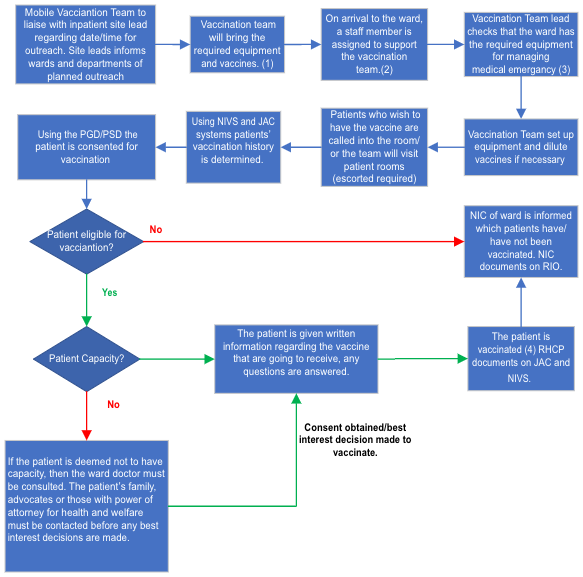 Mobile Vacciantion Team to
liaise with inpatient site lead
regarding date/time for
outreach. Site leads informs
wards and departments of
planned outreach
Vaccination team
will bring the
required equipment
and vaccines. (1)
On arrival to the ward, a
staff member is
assigned to support
the vaccination
team.(2)
Vaccination Team lead
checks that the ward has
the required equipment
for managing
medical emergancy (3)
Using the PGD/PSD the
patient is consented for
vaccination
Using NIVS and JAC
systems patients'
vaccination history
is determined.
Patients who wish to
have the vaccine are
called into the room/
or the team will visit
patient rooms
(escorted required)
Vaccination Team set up
equipment and dilute
vaccines if necessary
Patient eligible for
vacciantion?
No
NIC of ward is informed
which patients have/
have not been
vaccinated. NIC
documents on RIO.
Yes
Patient Capacity?
The patient is given written
information regarding the vaccine
that are going to receive, any
questions are answered.
The patient is
vaccinated (4) RHCP
documents on JAC and
NIVS.
No
Consent obtained/best
interest decision made to
vaccinate.
If the patient is deemed not to have
capacity, then the ward doctor must
be consulted. The patient's family,
advocates or those with power of
attorney for health and welfare
must be contacted before any best
interest decisions are made.